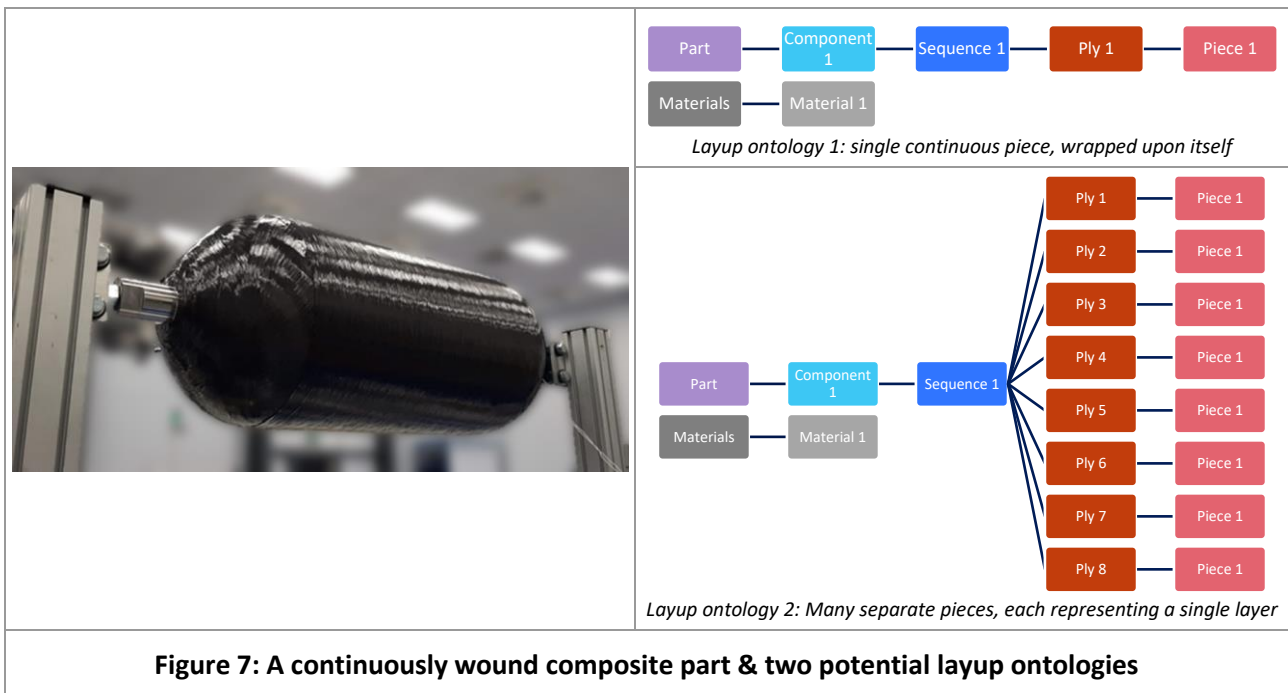 Part
Component
1
Sequence 1
Ply 1
Piece 1
Materials
Material 1
Layup ontology 1: single continuous piece, wrapped upon itself
Ply 1
Piece 1
Ply 2
Piece 1
Ply 3
Piece 1
Ply 4
Piece 1
Part
Component
1
Sequence 1
Ply 5
Piece 1
Materials
Material 1
Ply 6
Piece 1
Ply 7
Piece 1
Ply 8
Piece 1
Layup ontology 2: Many separate pieces, each representing a single layer
Figure 7: A continuously wound composite part & two potential layup ontologies